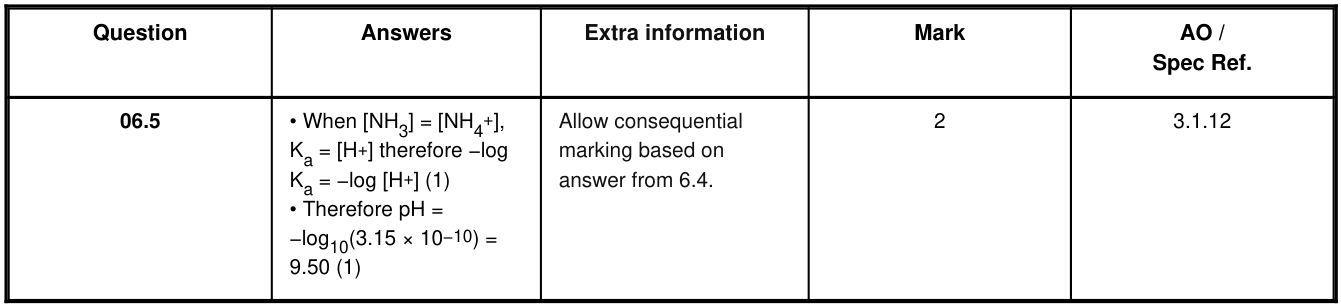 Question Answers Extra information Mark AO /
Spec Ref.
06.5 • When [NH₃] = [NH₄⁺], Allow consequential 2 3.1.12
Kₐ = [H⁺] therefore −log marking based on
Kₐ = −log [H⁺] (1) answer from 6.4.
• Therefore pH =
−log₁₀(3.15 × 10⁻¹⁰) =
9.50 (1)